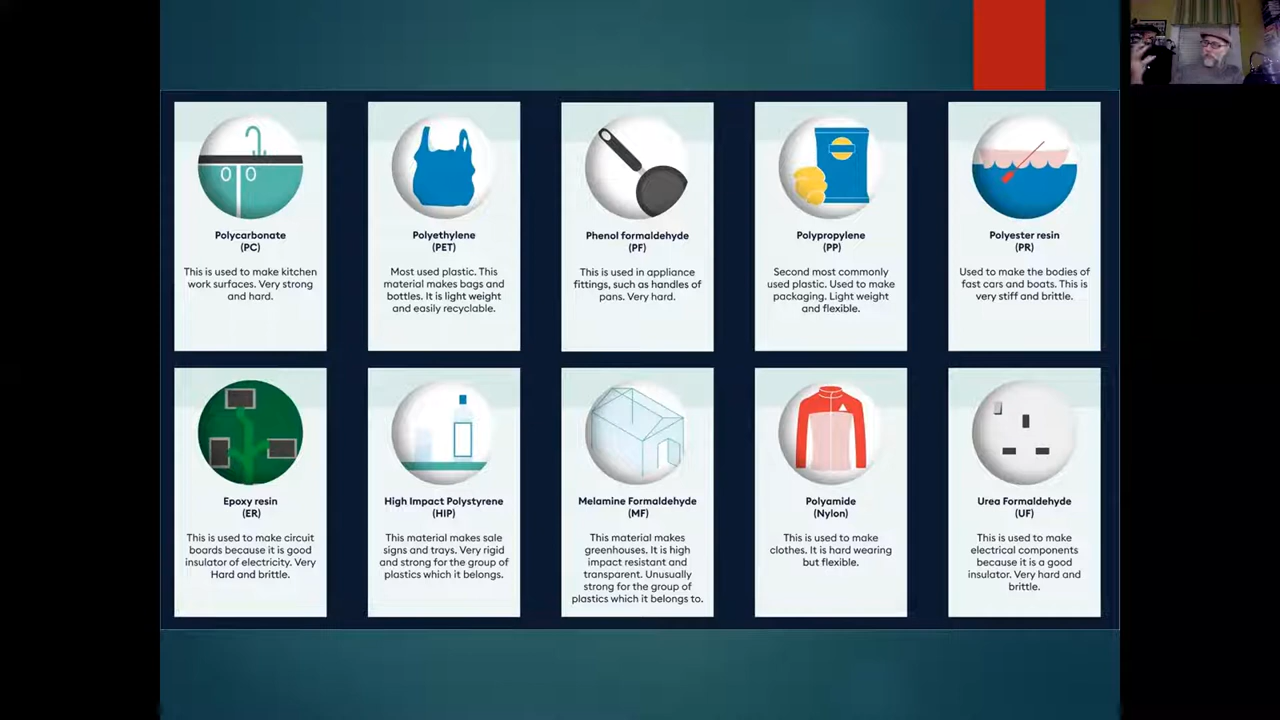 Polycarbonate
(PC)
This is used to make kitchen
work surfaces. Very strong
and hard.
Polyethylene
(PET)
Most used plastic. This
material makes bags and
bottles. It is light weight
and easily recyclable.
Phenol formaldehyde
(PF)
This is used in appliance
fittings, such as handles of
pans. Very hard.
Polypropylene
(PP)
Second most commonly
used plastic. Used to make
packaging. Light weight
and flexible.
Polyester resin
(PR)
Used to make the bodies of
fast cars and boats. This is
very stiff and brittle.
Epoxy resin
(ER)
This is used to make circuit
boards because it is good
insulator of electricity. Very
Hard and brittle.
High Impact Polystyrene
(HIP)
This material makes sale
signs and trays. Very rigid
and strong for the group of
plastics which it belongs.
Melamine Formaldehyde
(MF)
This material makes
greenhouses. It is high
impact resistant and
transparent. Unusually
strong for the group of
plastics which it belongs to.
Polyamide
(Nylon)
This is used to make
clothes. It is hard wearing
but flexible.
Urea Formaldehyde
(UF)
This is used to make
electrical components
because it is a good
insulator. Very hard and
brittle.